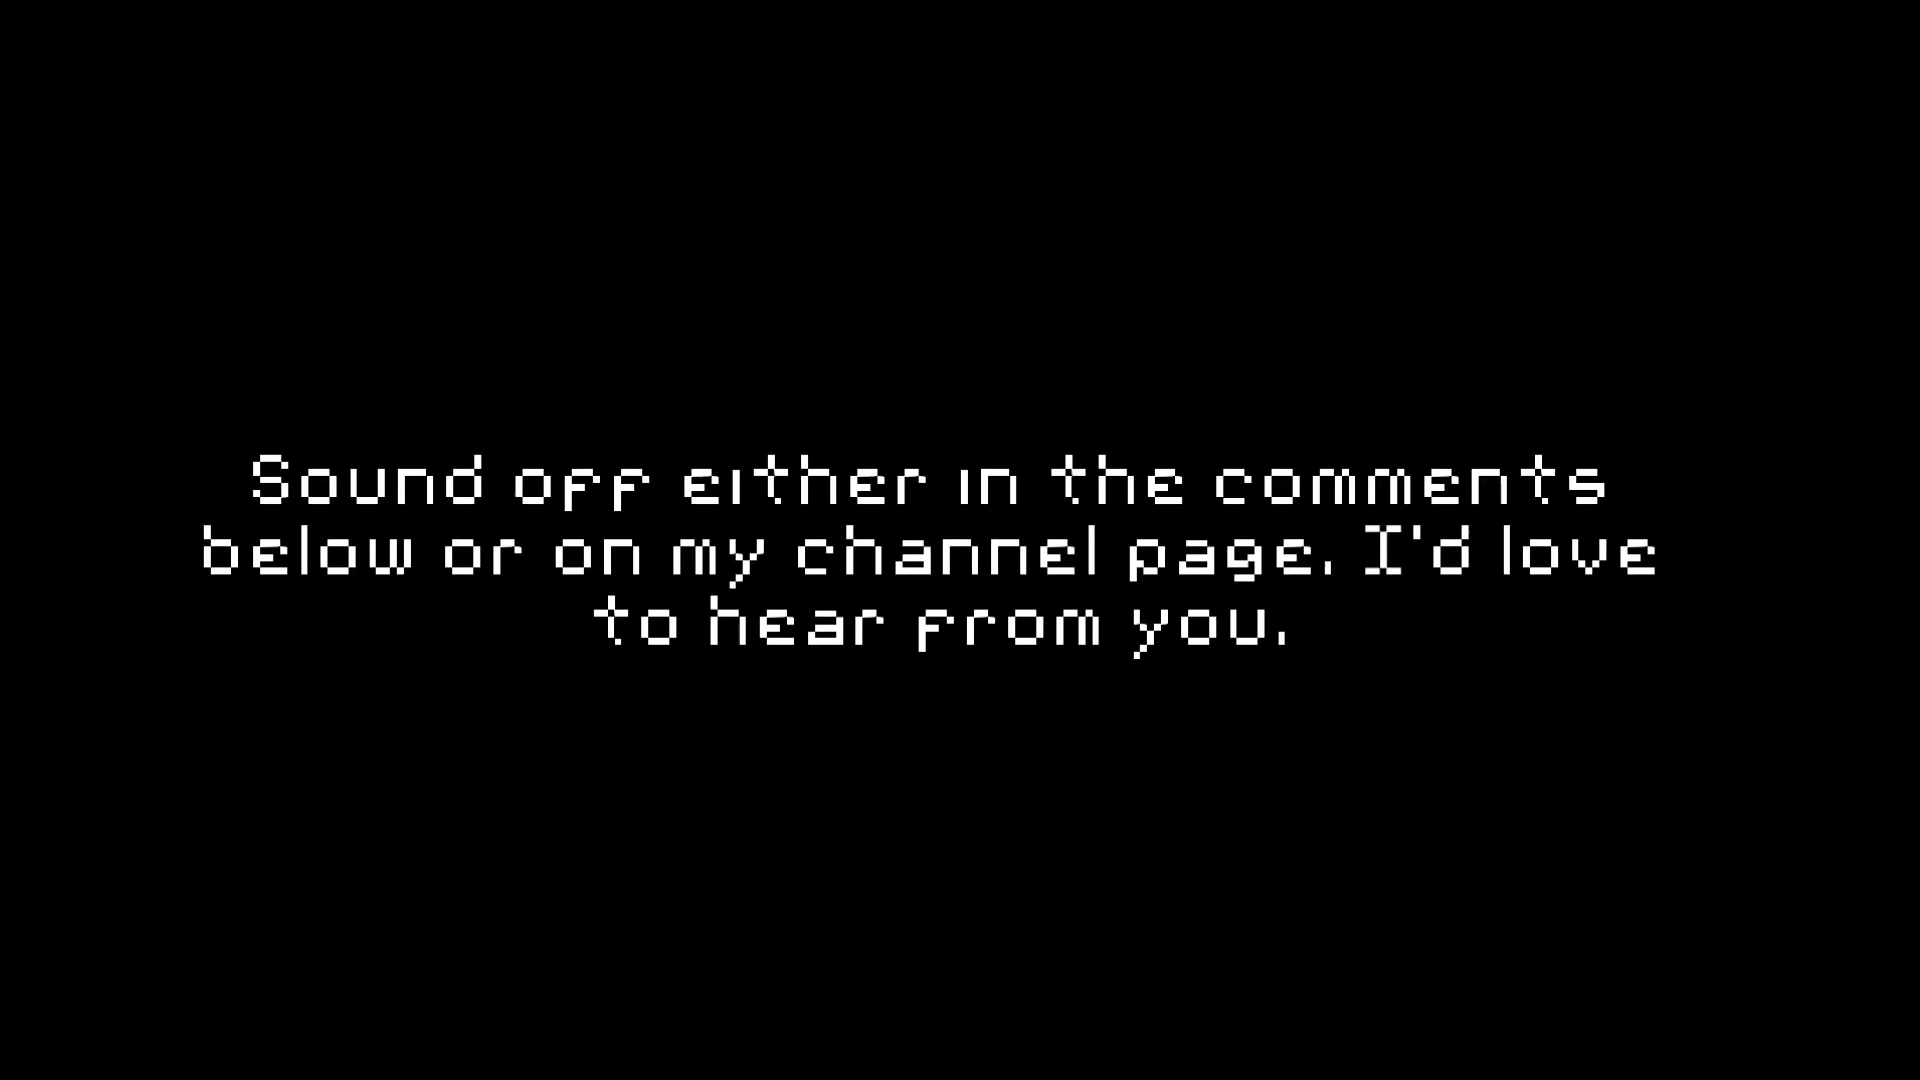 Sound off either in the comments
below or on my channel page. I'd love
to hear from you.